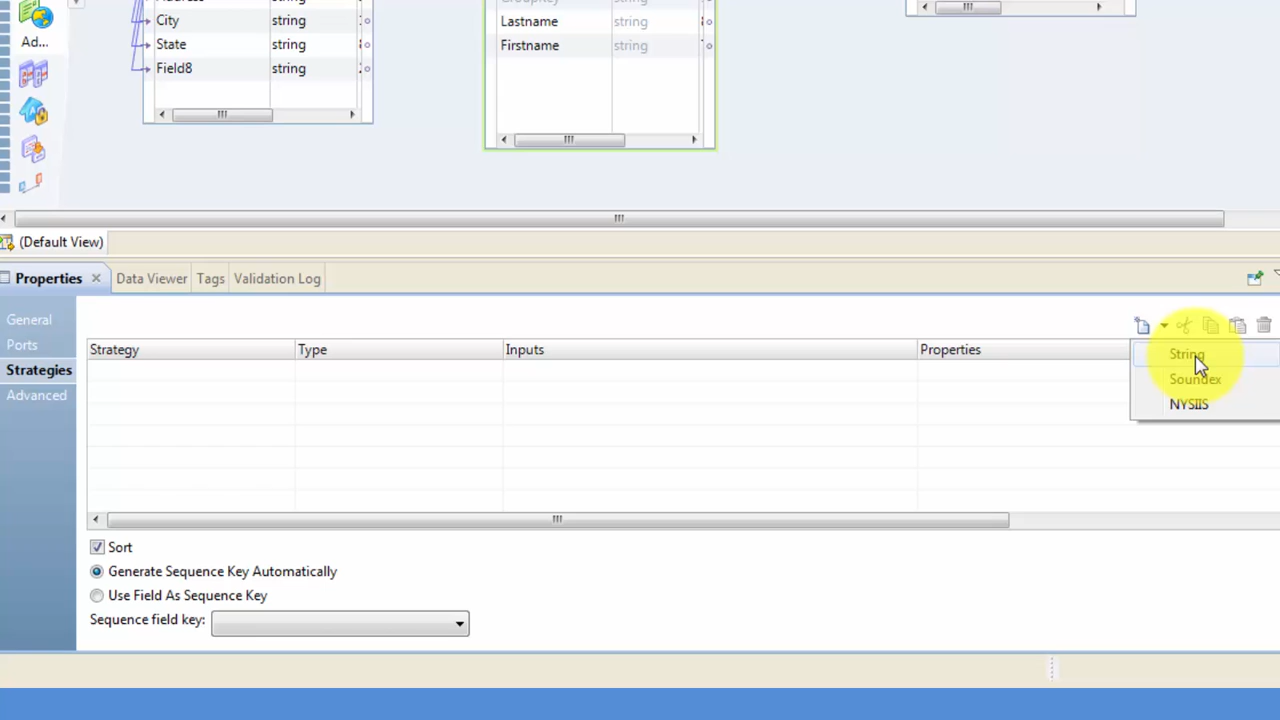 City string
State string
Field8 string
Ad...
Lastname string
Firstname string
(Default View)
Properties Data Viewer Tags Validation Log
General
Ports
Strategies
Advanced
Strategy Type Inputs Properties
String
Soundex
NYSIIS
Sort
Generate Sequence Key Automatically
Use Field As Sequence Key
Sequence field key: